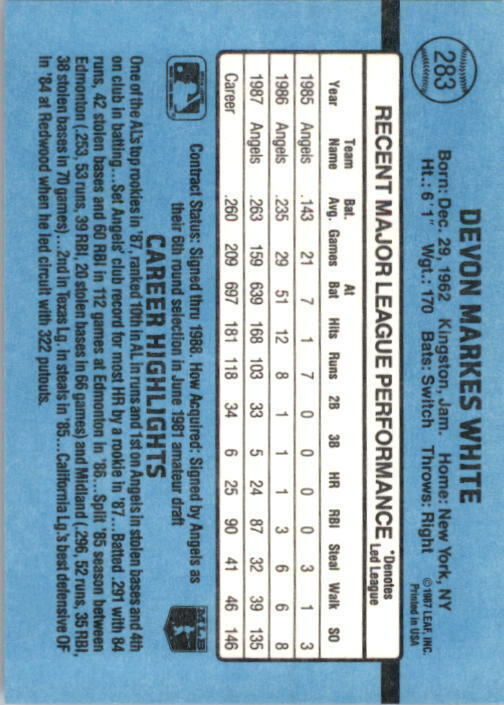 283
DEVON MARKES WHITE
Born: Dec. 29, 1962 Kingston, Jam. Home: New York, NY
Ht.: 6'1" Wgt.: 170 Bats: Switch Throws: Right
©1987 LEAF, INC.
Printed in USA
RECENT MAJOR LEAGUE PERFORMANCE
*Denotes
Led League
Year Team Name Bat. Avg. Games At Bat Hits Runs 2B 3B HR RBI Steal Walk SO
1985 Angels .143 21 7 1 7 0 0 0 0 3 1 3
1986 Angels .235 29 51 12 8 1 1 1 3 6 6 8
1987 Angels .263 159 639 168 103 33 5 24 87 32 39 135
Career .260 209 697 181 118 34 6 25 90 41 46 146
Contract Status: Signed thru 1988. How Acquired: Signed by Angels as
their 6th round selection in June 1981 amateur draft
MLB
CAREER HIGHLIGHTS
One of the AL's top rookies in '87, ranked 10th in AL in runs and 1st on Angels in stolen bases and 4th
on club in batting...Set Angels' club record for most HR by a rookie in '87...Batted .291 with 84
runs, 42 stolen bases and 60 RBI in 112 games at Edmonton in '86...Split '85 season between
Edmonton (.253, 53 runs, 39 RBI, 20 stolen bases in 66 games) and Midland (.296, 52 runs, 35 RBI,
38 stolen bases in 70 games)....2nd in Texas Lg. in steals in '85...California Lg.'s best defensive OF
in '84 at Redwood when he led circuit with 322 putouts.